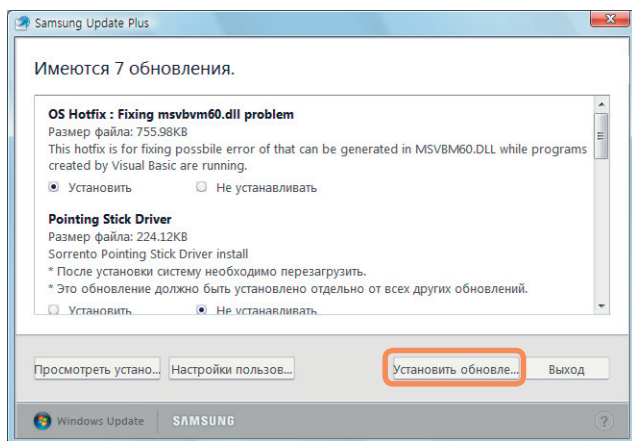 Samsung Update Plus
Имеются 7 обновления.
OS Hotfix : Fixing msvbvm60.dll problem
Размер файла: 755.98KB
This hotfix is for fixing possbile error of that can be generated in MSVBM60.DLL while programs
created by Visual Basic are running.
Установить Не устанавливать
Pointing Stick Driver
Размер файла: 224.12KB
Sorrento Pointing Stick Driver install
* После установки систему необходимо перезагрузить.
* Это обновление должно быть установлено отдельно от всех других обновлений.
Установить Не устанавливать
Просмотреть устано... Настройки пользов... Установить обновле... Выход
Windows Update SAMSUNG ?